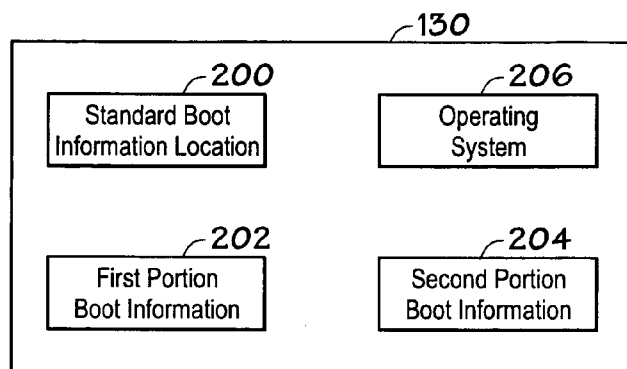 130
200
Standard Boot
Information Location
206
Operating
System
202
First Portion
Boot Information
204
Second Portion
Boot Information